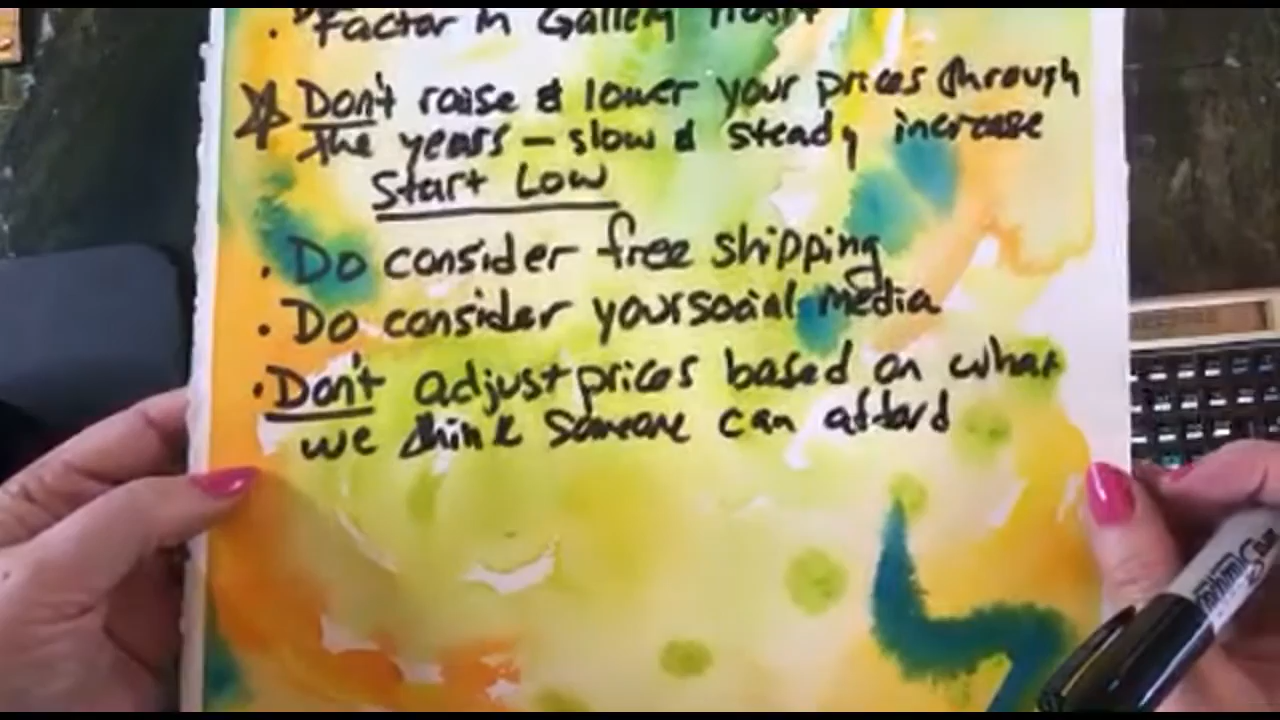 • Factor in Gallery
Don't raise & lower your prices through
the years – slow & steady increase
Start Low
• Do consider free shipping
• Do consider your social media
• Don't adjust prices based on what
we think someone can afford